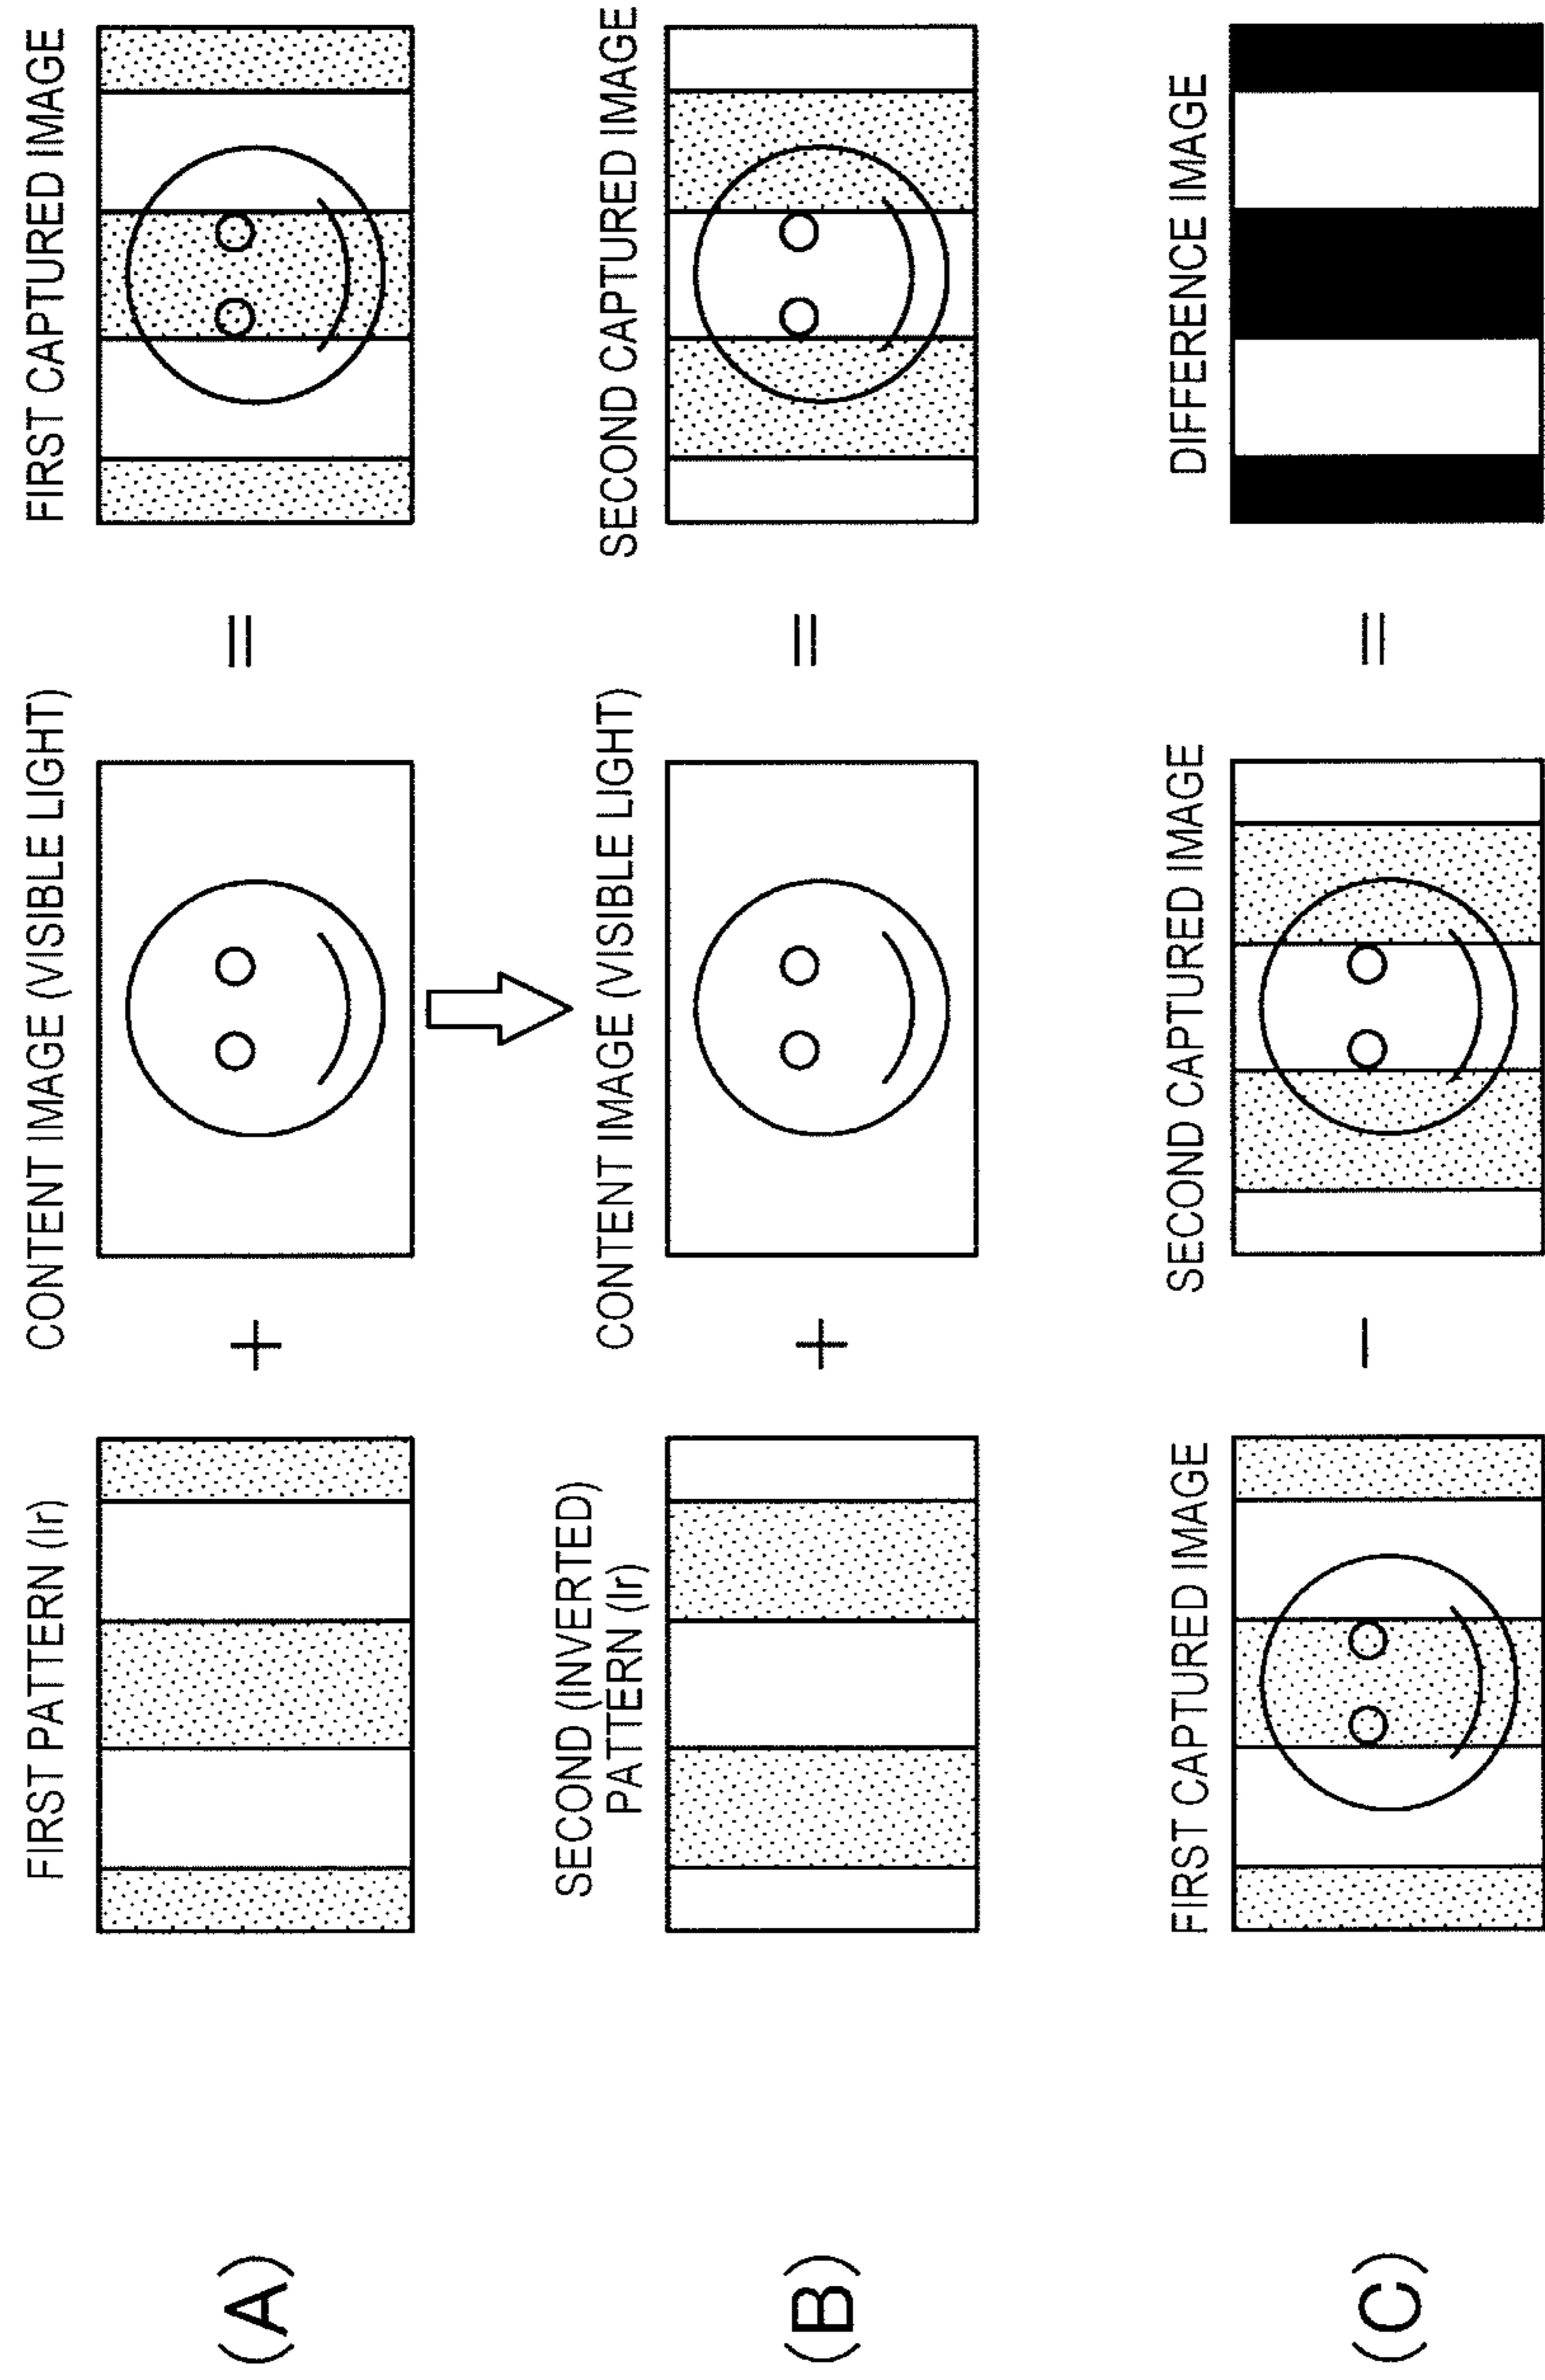 (A)
FIRST PATTERN (Ir)
+
CONTENT IMAGE (VISIBLE LIGHT)
=
FIRST CAPTURED IMAGE
(B)
SECOND (INVERTED)
PATTERN (Ir)
+
CONTENT IMAGE (VISIBLE LIGHT)
=
SECOND CAPTURED IMAGE
(C)
FIRST CAPTURED IMAGE
−
SECOND CAPTURED IMAGE
=
DIFFERENCE IMAGE